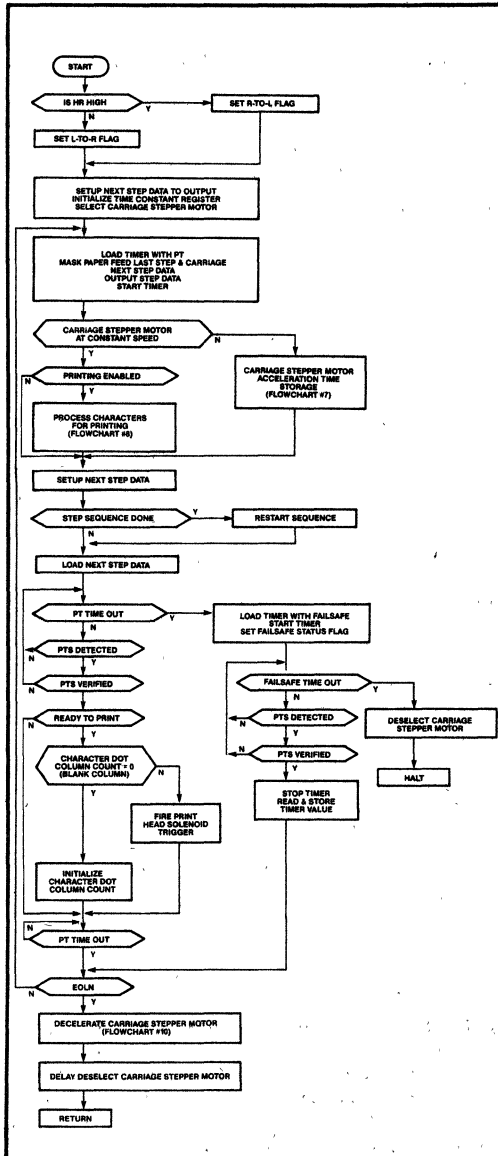 START
IS HR HIGH
Y
SET R-TO-L FLAG
N
SET L-TO-R FLAG
SETUP NEXT STEP DATA TO OUTPUT
INITIALIZE TIME CONSTANT REGISTER
SELECT CARRIAGE STEPPER MOTOR
LOAD TIMER WITH PT
MASK PAPER FEED LAST STEP & CARRIAGE
NEXT STEP DATA
OUTPUT STEP DATA
START TIMER
CARRIAGE STEPPER MOTOR
AT CONSTANT SPEED
N
Y
N
PRINTING ENABLED
Y
CARRIAGE STEPPER MOTOR
ACCELERATION TIME
STORAGE
(FLOWCHART #7)
PROCESS CHARACTERS
FOR PRINTING
(FLOWCHART #8)
SETUP NEXT STEP DATA
STEP SEQUENCE DONE
Y
RESTART SEQUENCE
N
LOAD NEXT STEP DATA
PT TIME OUT
Y
N
LOAD TIMER WITH FAILSAFE
START TIMER
SET FAILSAFE STATUS FLAG
PTS DETECTED
N
Y
PTS VERIFIED
N
Y
FAILSAFE TIME OUT
Y
N
READY TO PRINT
N
Y
PTS DETECTED
N
Y
DESELECT CARRIAGE
STEPPER MOTOR
PTS VERIFIED
N
Y
HALT
CHARACTER DOT
COLUMN COUNT = 0
(BLANK COLUMN)
N
Y
STOP TIMER
READ & STORE
TIMER VALUE
FIRE PRINT
HEAD SOLENOID
TRIGGER
INITIALIZE
CHARACTER DOT
COLUMN COUNT
N
PT TIME OUT
Y
EOLN
N
Y
DECELERATE CARRIAGE STEPPER MOTOR
(FLOWCHART #10)
DELAY DESELECT CARRIAGE STEPPER MOTOR
RETURN